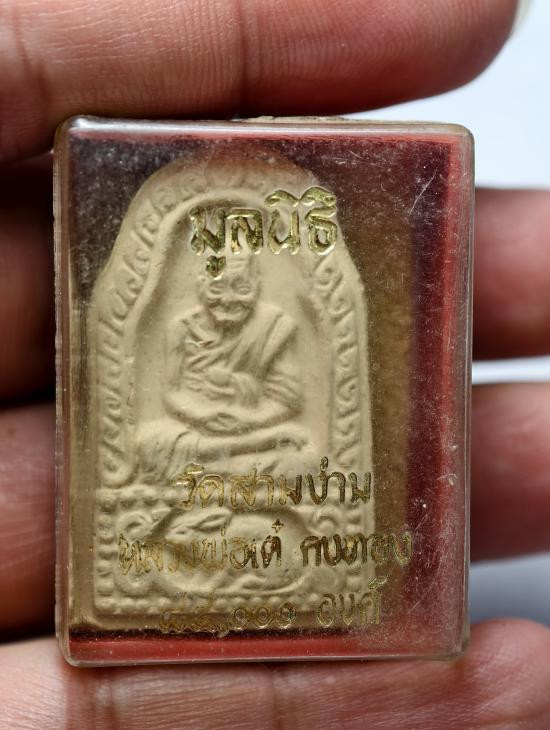 มูลนิธิ
วัดสามง่าม
หลวงพ่อเต๋ คงทอง
๘๕,๐๐๐ องค์